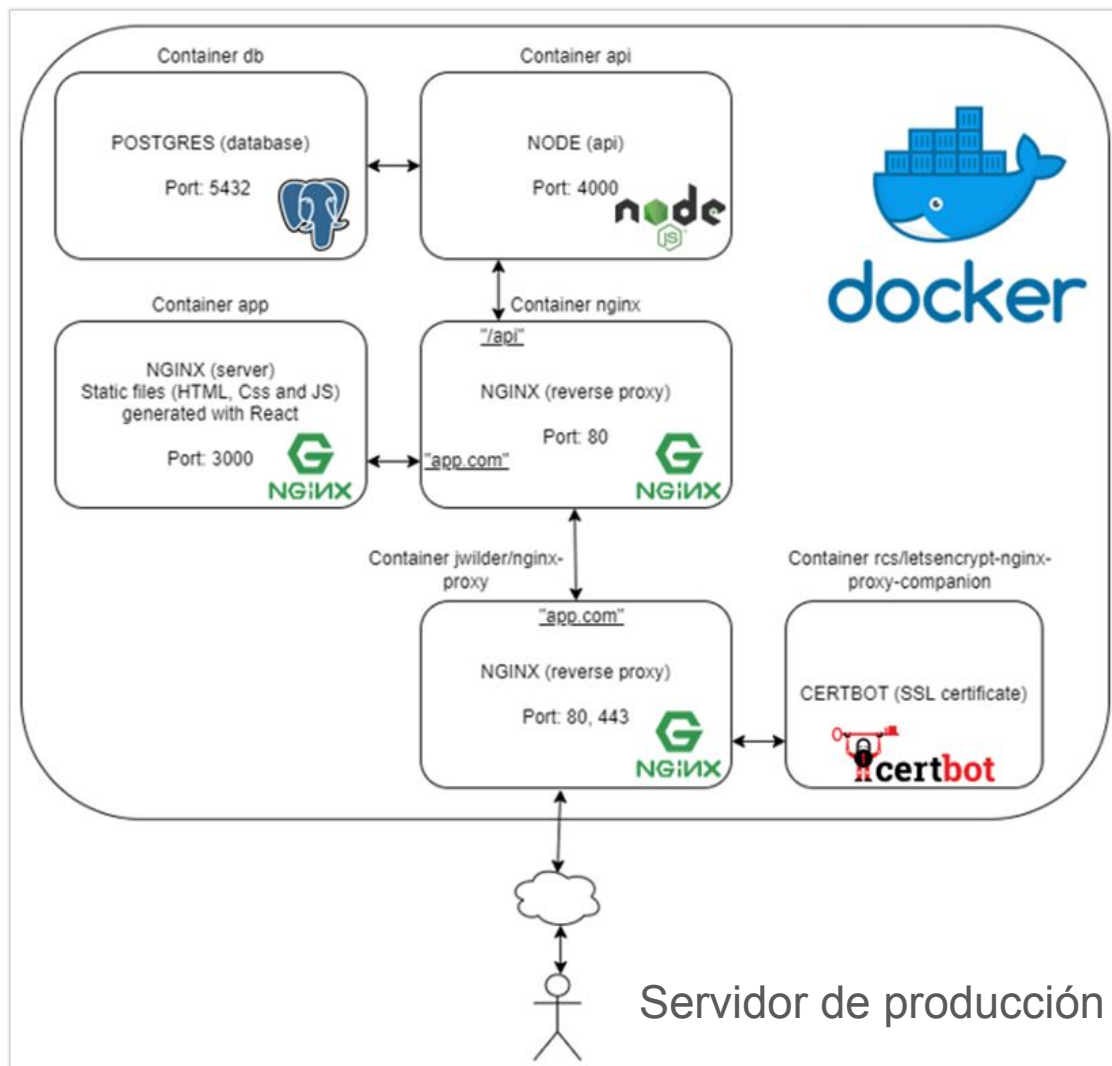 Container db
POSTGRES (database)
Port: 5432
Container api
NODE (api)
Port: 4000
node
JS
docker
Container app
NGINX (server)
Static files (HTML, Css and JS)
generated with React
Port: 3000
G
NGiNX
Container nginx
"/api"
NGINX (reverse proxy)
Port: 80
"app.com"
G
NGiNX
Container jwilder/nginx-
proxy
"app.com"
NGINX (reverse proxy)
Port: 80, 443
G
NGiNX
Container rcs/letsencrypt-nginx-
proxy-companion
CERTBOT (SSL certificate)
certbot
Servidor de producción